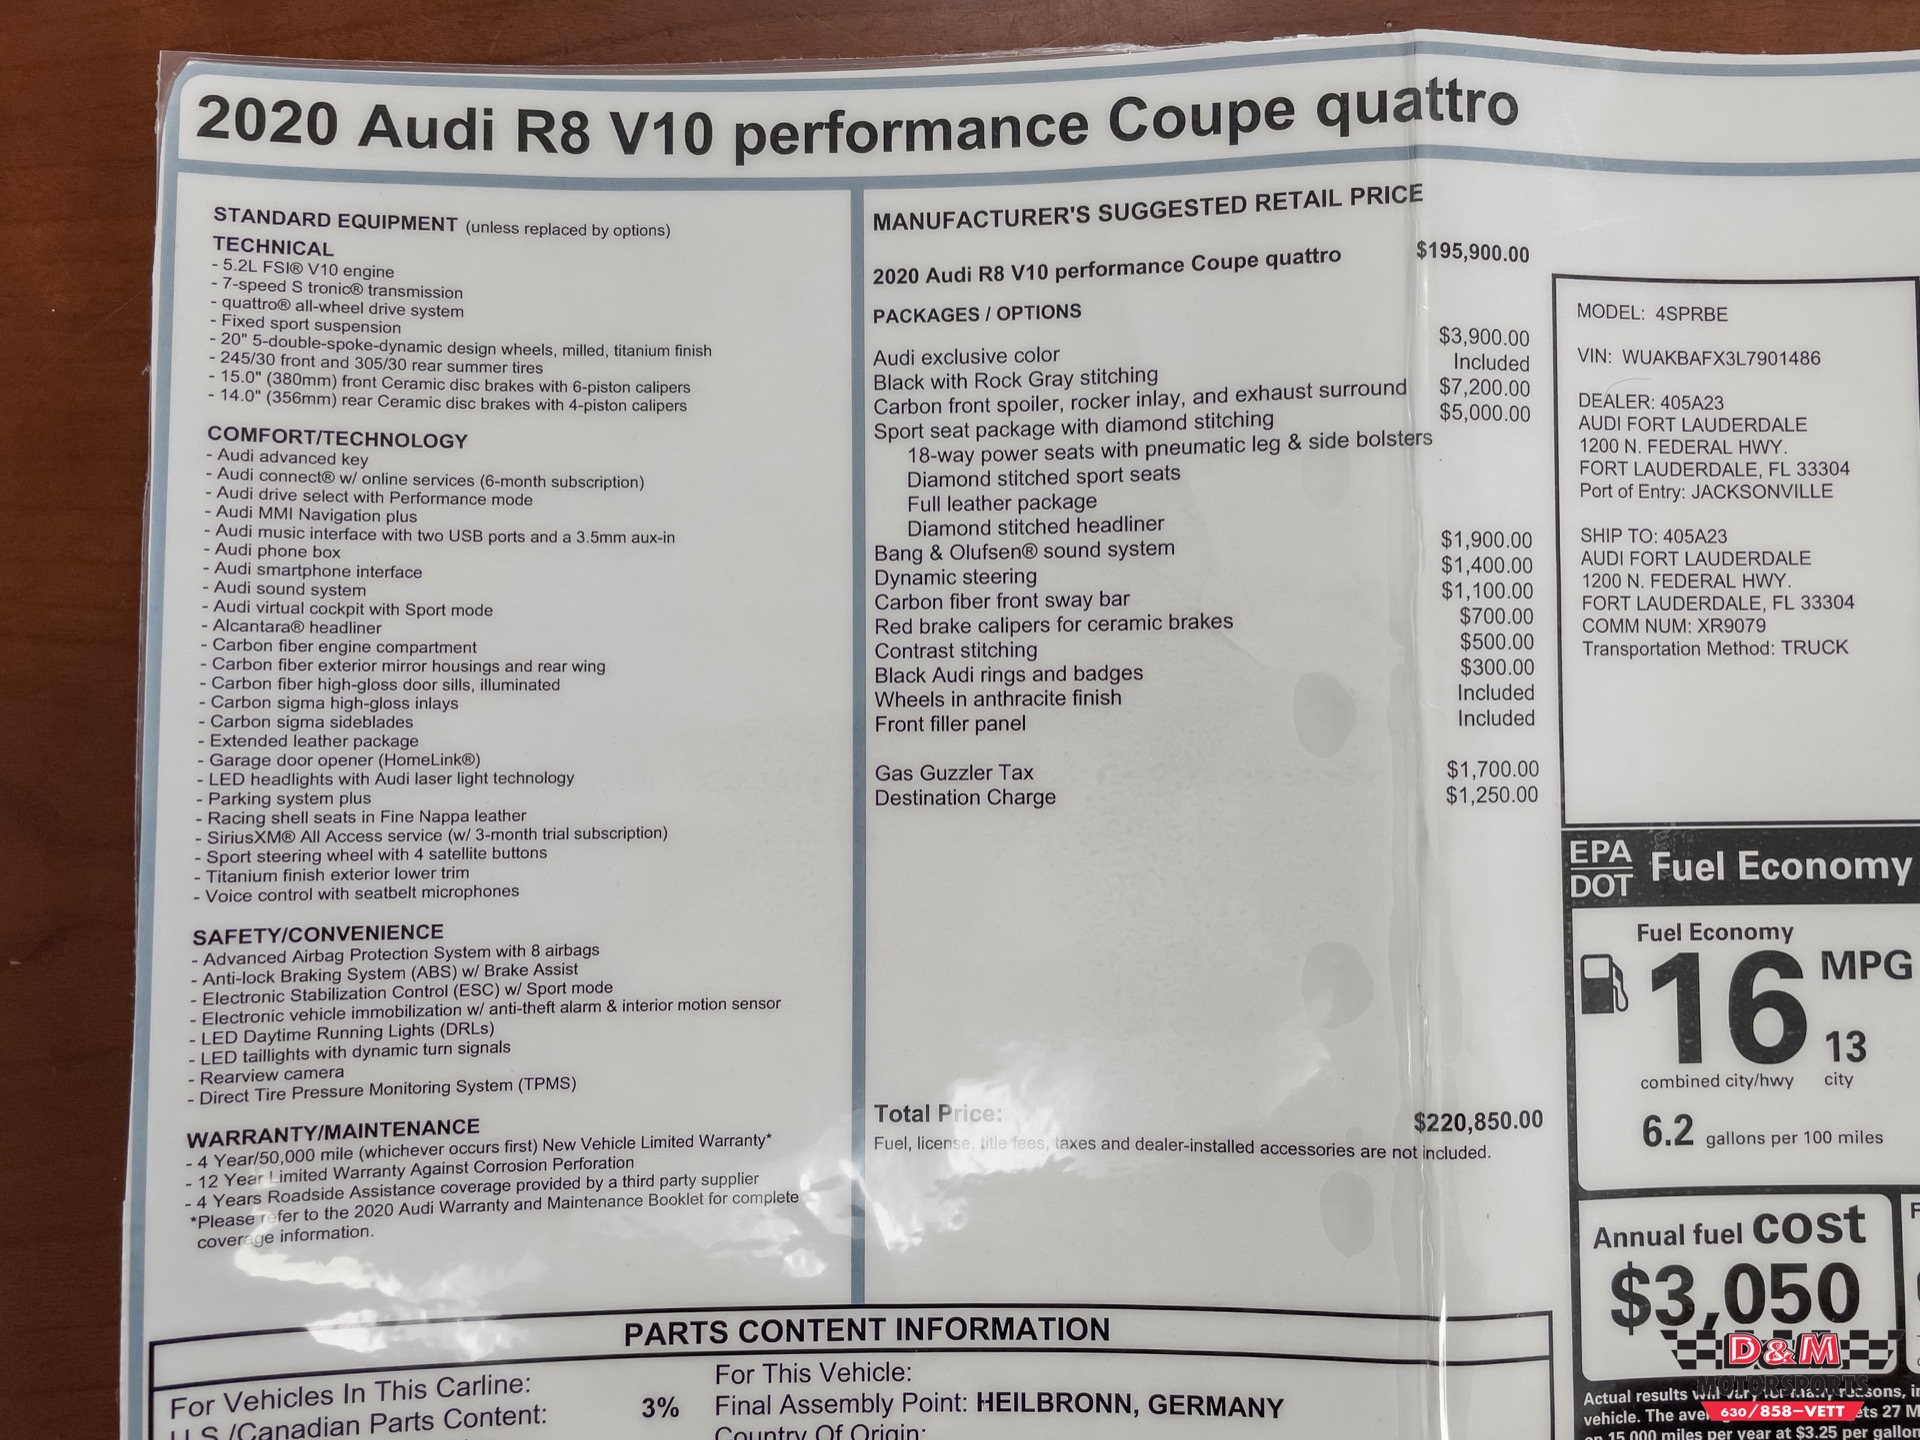 2020 Audi R8 V10 performance Coupe quattro
STANDARD EQUIPMENT (unless replaced by options)
TECHNICAL
- 5.2L FSI® V10 engine
- 7-speed S tronic® transmission
- quattro® all-wheel drive system
- Fixed sport suspension
- 20" 5-double-spoke-dynamic design wheels, milled, titanium finish
- 245/30 front and 305/30 rear summer tires
- 15.0" (380mm) front Ceramic disc brakes with 6-piston calipers
- 14.0" (356mm) rear Ceramic disc brakes with 4-piston calipers
COMFORT/TECHNOLOGY
- Audi advanced key
- Audi connect® w/ online services (6-month subscription)
- Audi drive select with Performance mode
- Audi MMI Navigation plus
- Audi music interface with two USB ports and a 3.5mm aux-in
- Audi phone box
- Audi smartphone interface
- Audi sound system
- Audi virtual cockpit with Sport mode
- Alcantara® headliner
- Carbon fiber engine compartment
- Carbon fiber exterior mirror housings and rear wing
- Carbon fiber high-gloss door sills, illuminated
- Carbon sigma high-gloss inlays
- Carbon sigma sideblades
- Extended leather package
- Garage door opener (HomeLink®)
- LED headlights with Audi laser light technology
- Parking system plus
- Racing shell seats in Fine Nappa leather
- SiriusXM® All Access service (w/ 3-month trial subscription)
- Sport steering wheel with 4 satellite buttons
- Titanium finish exterior lower trim
- Voice control with seatbelt microphones
SAFETY/CONVENIENCE
- Advanced Airbag Protection System with 8 airbags
- Anti-lock Braking System (ABS) w/ Brake Assist
- Electronic Stabilization Control (ESC) w/ Sport mode
- Electronic vehicle immobilization w/ anti-theft alarm & interior motion sensor
- LED Daytime Running Lights (DRLs)
- LED taillights with dynamic turn signals
- Rearview camera
- Direct Tire Pressure Monitoring System (TPMS)
WARRANTY/MAINTENANCE
- 4 Year/50,000 mile (whichever occurs first) New Vehicle Limited Warranty*
- 12 Year Limited Warranty Against Corrosion Perforation
- 4 Years Roadside Assistance coverage provided by a third party supplier
*Please refer to the 2020 Audi Warranty and Maintenance Booklet for complete
coverage information.
MANUFACTURER'S SUGGESTED RETAIL PRICE
2020 Audi R8 V10 performance Coupe quattro $195,900.00
PACKAGES / OPTIONS
Audi exclusive color $3,900.00
Black with Rock Gray stitching Included
Carbon front spoiler, rocker inlay, and exhaust surround $7,200.00
Sport seat package with diamond stitching $5,000.00
18-way power seats with pneumatic leg & side bolsters
Diamond stitched sport seats
Full leather package
Diamond stitched headliner
Bang & Olufsen® sound system $1,900.00
Dynamic steering $1,400.00
Carbon fiber front sway bar $1,100.00
Red brake calipers for ceramic brakes $700.00
Contrast stitching $500.00
Black Audi rings and badges $300.00
Wheels in anthracite finish Included
Front filler panel Included
Gas Guzzler Tax $1,700.00
Destination Charge $1,250.00
Total Price: $220,850.00
Fuel, license, title fees, taxes and dealer-installed accessories are not included.
MODEL: 4SPRBE
VIN: WUAKBAFX3L7901486
DEALER: 405A23
AUDI FORT LAUDERDALE
1200 N. FEDERAL HWY.
FORT LAUDERDALE, FL 33304
Port of Entry: JACKSONVILLE
SHIP TO: 405A23
AUDI FORT LAUDERDALE
1200 N. FEDERAL HWY.
FORT LAUDERDALE, FL 33304
COMM NUM: XR9079
Transportation Method: TRUCK
EPA
DOT
Fuel Economy
Fuel Economy
16 MPG
13
combined city/hwy city
6.2 gallons per 100 miles
Annual fuel cost
$3,050
PARTS CONTENT INFORMATION
For Vehicles In This Carline:
U.S./Canadian Parts Content: 3%
For This Vehicle:
Final Assembly Point: HEILBRONN, GERMANY
Country Of Origin:
D&M
MOTORSPORTS
630/858-VETT
Actual results will vary for many reasons,
vehicle. The 27
15,000 miles per year at $3.25 per